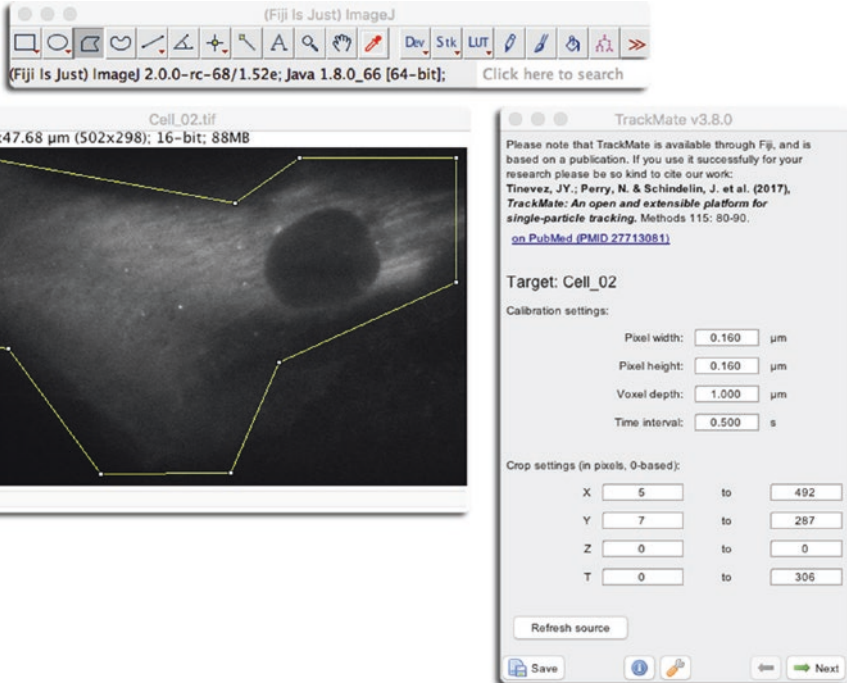 (Fiji Is Just) ImageJ
Dev Stk LUT
(Fiji Is Just) ImageJ 2.0.0-rc-68/1.52e; Java 1.8.0_66 [64-bit];
Click here to search
Cell_02.tif
:47.68 µm (502x298); 16-bit; 88MB
TrackMate v3.8.0
Please note that TrackMate is available through Fiji, and is
based on a publication. If you use it successfully for your
research please be so kind to cite our work:
Tinevez, JY.; Perry, N. & Schindelin, J. et al. (2017),
TrackMate: An open and extensible platform for
single-particle tracking. Methods 115: 80-90.
on PubMed (PMID 27713081)
Target: Cell_02
Calibration settings:
Pixel width: 0.160 µm
Pixel height: 0.160 µm
Voxel depth: 1.000 µm
Time interval: 0.500 s
Crop settings (in pixels, 0-based):
X 5 to 492
Y 7 to 287
Z 0 to 0
T 0 to 306
Refresh source
Save
Next